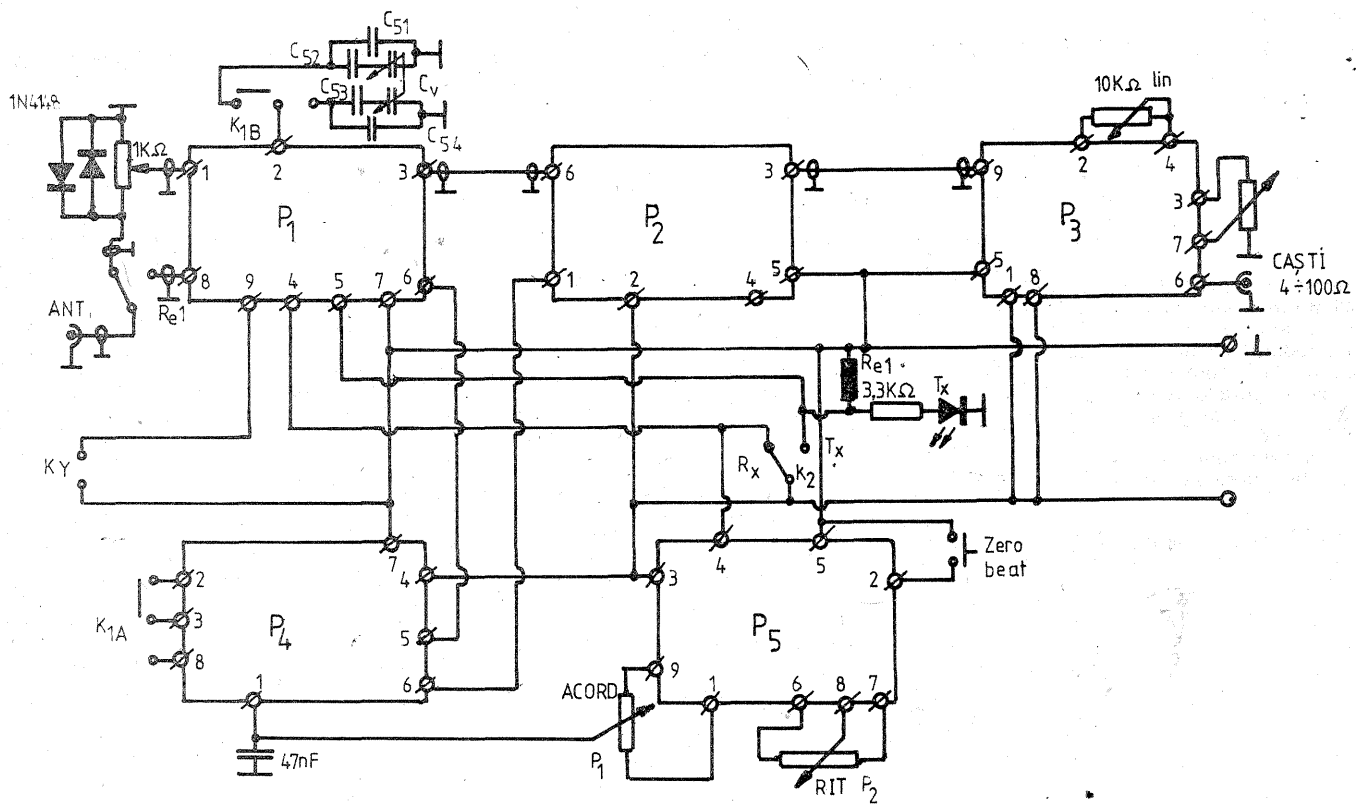 C51
C52
C53
Cv
C54
1N4148
1KΩ
K1B
10KΩ lin
1
2
3
P1
8
9
4
5
7
6
6
3
P2
1
2
4
5
9
2
4
3
P3
7
5
1
8
6
CAȘTI
4÷100Ω
Re1
ANT.
Re1
3,3KΩ
Tx
KY
Rx
K2
Tx
Zero
beat
7
2
4
3
K1A
P4
5
8
1
6
47nF
4
5
3
2
P5
9
1
6
8
7
ACORD
P1
RIT P2